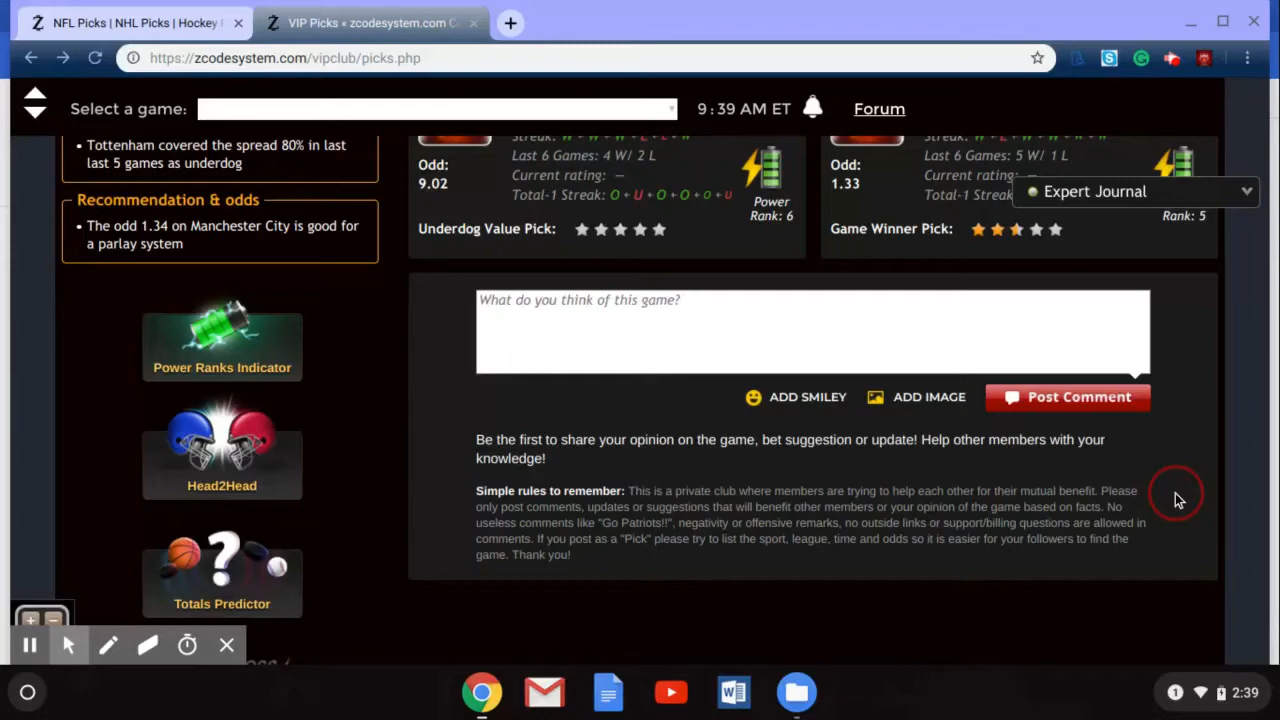 NFL Picks | NHL Picks | Hockey
VIP Picks « zcodesystem.com
https://zcodesystem.com/vipclub/picks.php
Select a game:
9:39 AM ET
Forum
Tottenham covered the spread 80% in last
last 5 games as underdog
Recommendation & odds
The odd 1.34 on Manchester City is good for
a parlay system
Power Ranks Indicator
Head2Head
Totals Predictor
Odd:
9.02
Last 6 Games: 4 W/ 2 L
Current rating: —
Total-1 Streak: O + U + O + O + O + U
Power
Rank: 6
Underdog Value Pick:
Odd:
1.33
Last 6 Games: 5 W/ 1 L
Current rating:
Total-1 Streak:
Expert Journal
Rank: 5
Game Winner Pick:
What do you think of this game?
ADD SMILEY
ADD IMAGE
Post Comment
Be the first to share your opinion on the game, bet suggestion or update! Help other members with your
knowledge!
Simple rules to remember: This is a private club where members are trying to help each other for their mutual benefit. Please
only post comments, updates or suggestions that will benefit other members or your opinion of the game based on facts. No
useless comments like "Go Patriots!!", negativity or offensive remarks, no outside links or support/billing questions are allowed in
comments. If you post as a "Pick" please try to list the sport, league, time and odds so it is easier for your followers to find the
game. Thank you!
1
2:39